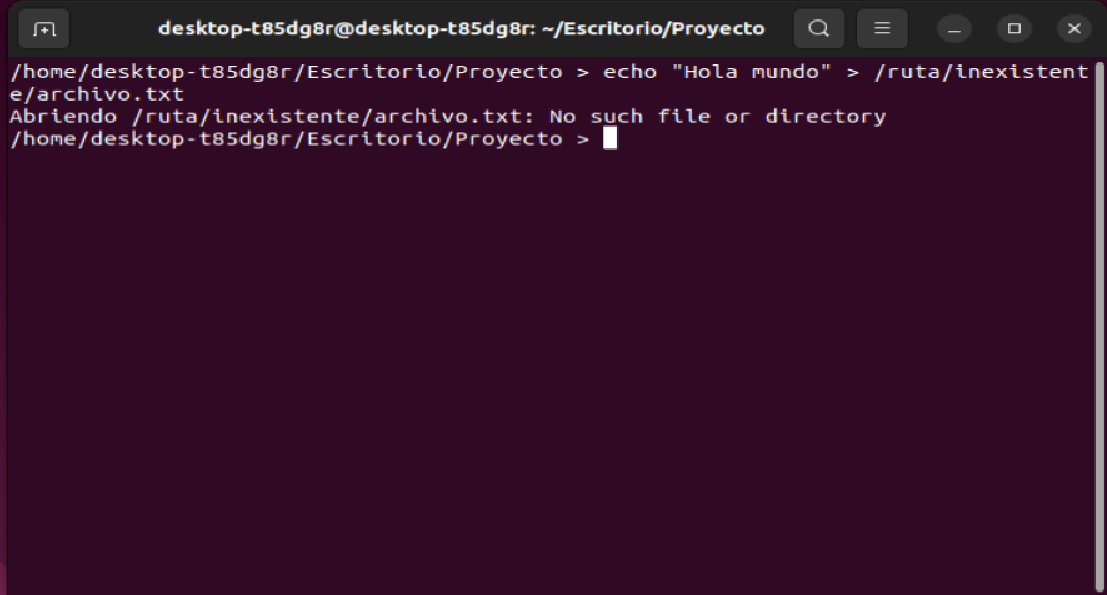 desktop-t85dg8r@desktop-t85dg8r: ~/Escritorio/Proyecto
/home/desktop-t85dg8r/Escritorio/Proyecto > echo "Hola mundo" > /ruta/inexistent
e/archivo.txt
Abriendo /ruta/inexistente/archivo.txt: No such file or directory
/home/desktop-t85dg8r/Escritorio/Proyecto >